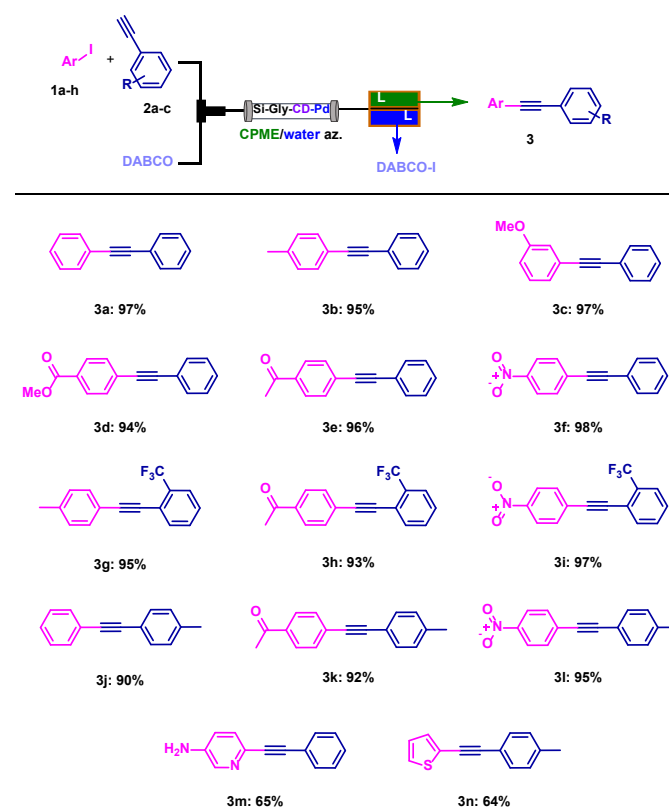 I
Ar
+
1a-h
R
2a-c
DABCO
Si-Gly-CD-Pd
CPME/water az.
L
L
DABCO-I
Ar
R
3
3a: 97%
3b: 95%
MeO
3c: 97%
O
MeO
3d: 94%
O
3e: 96%
O
+
N
-
O
3f: 98%
F3C
3g: 95%
O
F3C
3h: 93%
-
O
N
+
O
F3C
3i: 97%
3j: 90%
O
3k: 92%
O
+
N
-
O
3l: 95%
H2N
N
3m: 65%
S
3n: 64%